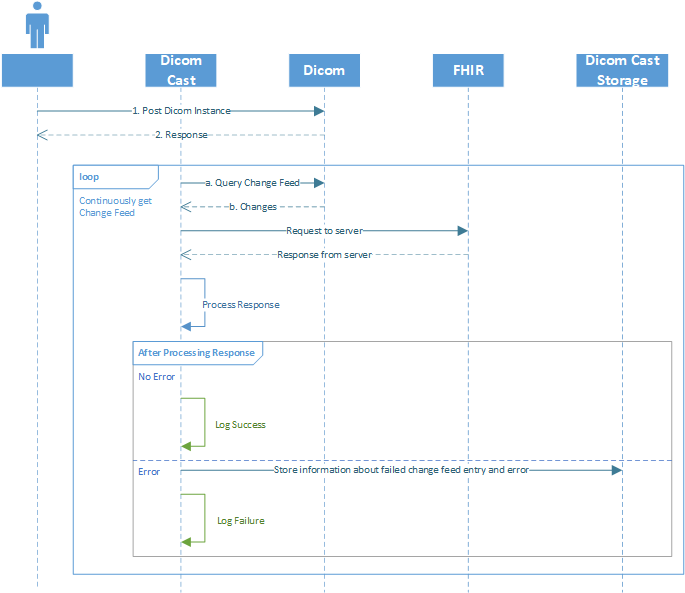 Dicom
Cast
Dicom
FHIR
Dicom Cast
Storage
1. Post Dicom Instance
2. Response
loop
Continuously get
Change Feed
a. Query Change Feed
b. Changes
Request to server
Response from server
Process Response
After Processing Response
No Error
Log Success
Error
Store information about failed change feed entry and error
Log Failure